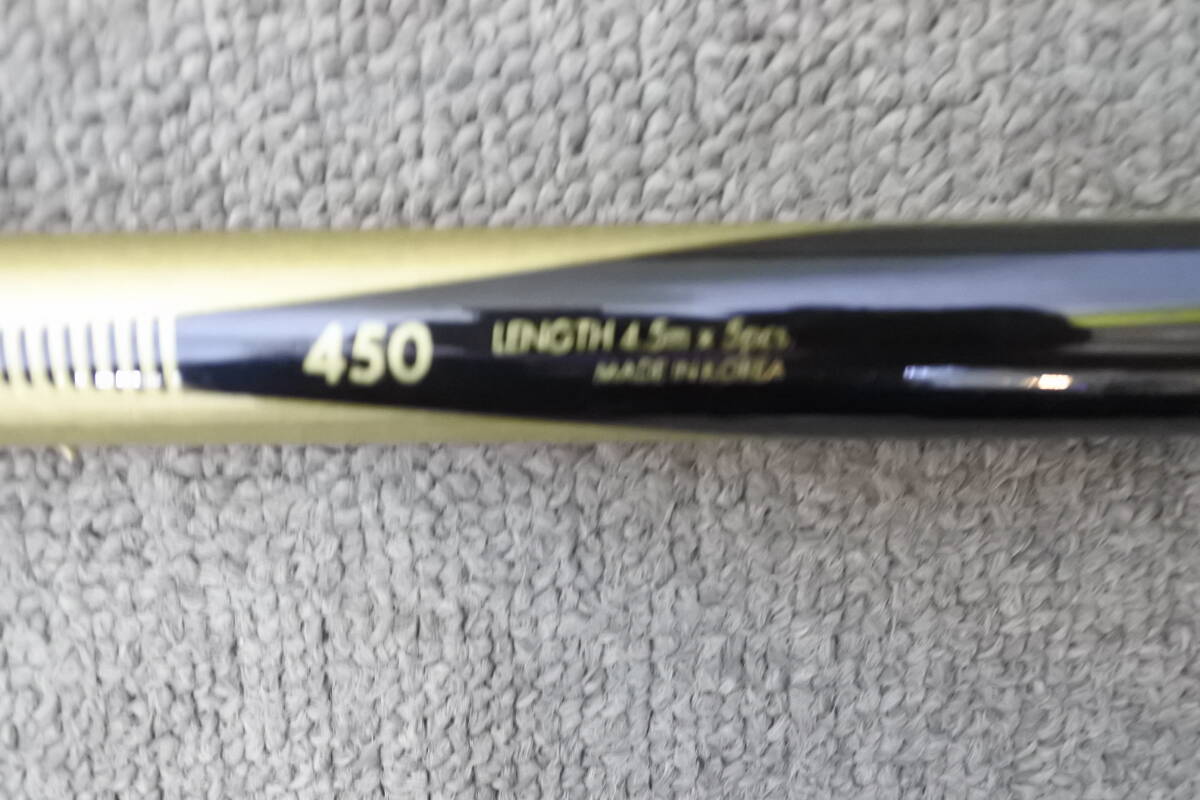 450
LENGTH 4.5m x 5pcs
MADE IN KOREA